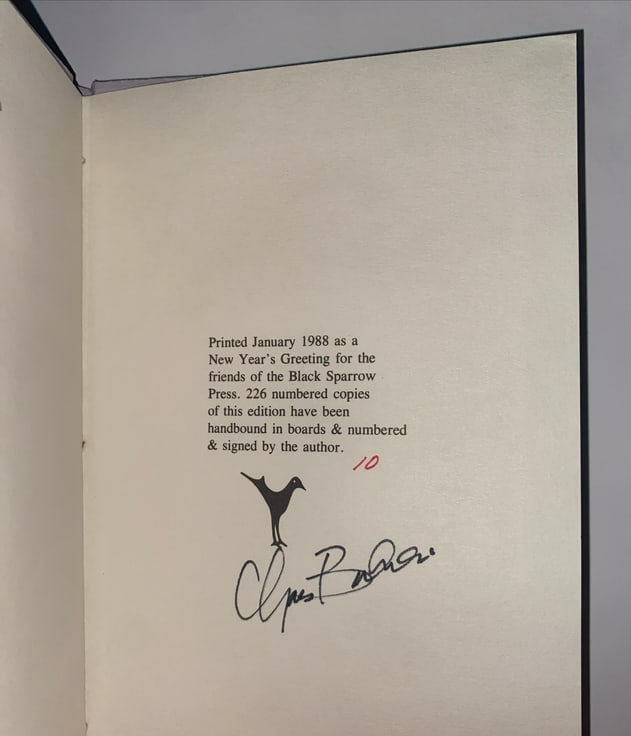 Printed January 1988 as a
New Year's Greeting for the
friends of the Black Sparrow
Press. 226 numbered copies
of this edition have been
handbound in boards & numbered
& signed by the author.
10